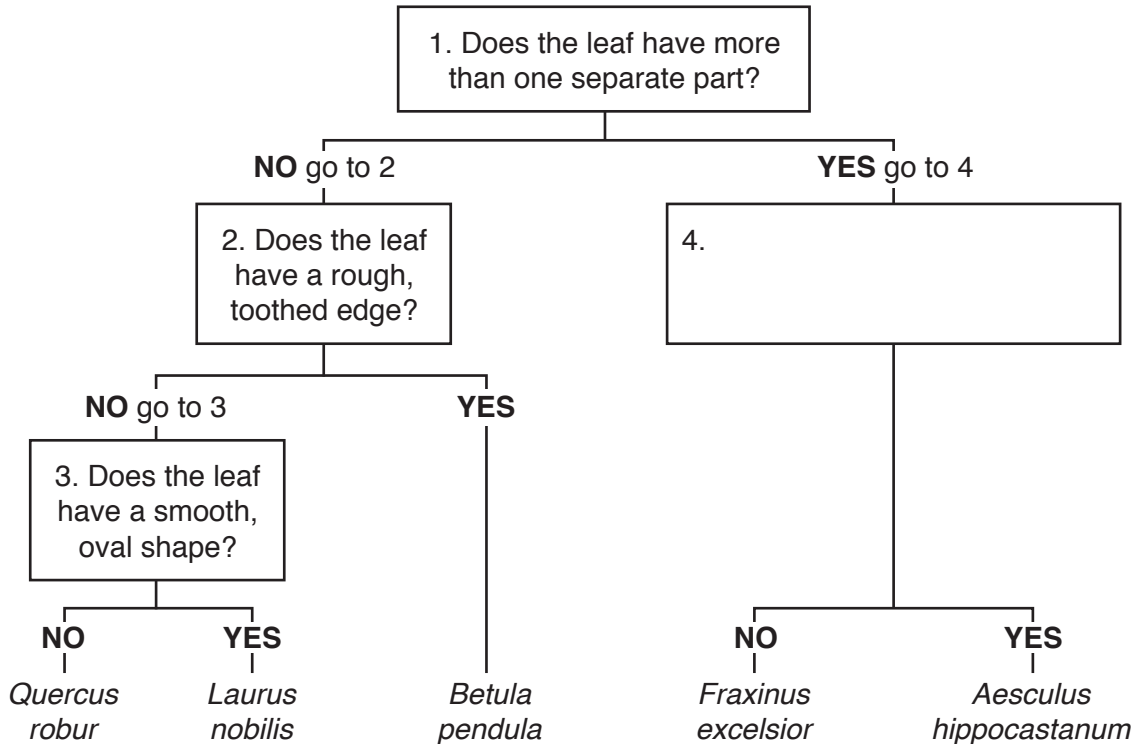 1. Does the leaf have more
than one separate part?
NO go to 2
YES go to 4
2. Does the leaf
have a rough,
toothed edge?
4.
NO go to 3
YES
3. Does the leaf
have a smooth,
oval shape?
NO
YES
NO
YES
Quercus
robur
Laurus
nobilis
Betula
pendula
Fraxinus
excelsior
Aesculus
hippocastanum